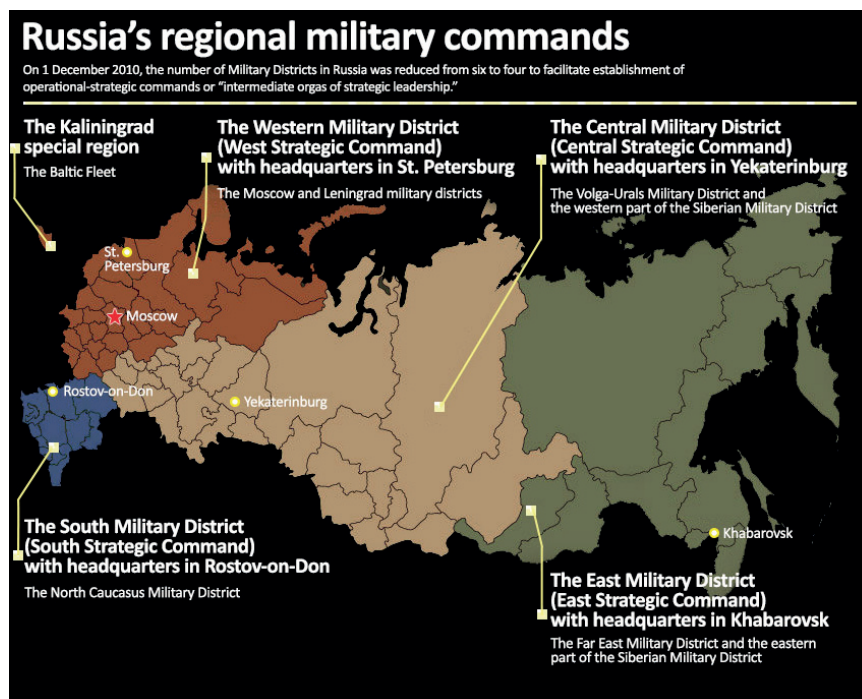 Russia's regional military commands
On 1 December 2010, the number of Military Districts in Russia was reduced from six to four to facilitate establishment of
operational-strategic commands or "intermediate orgas of strategic leadership."
The Kaliningrad
special region
The Baltic Fleet
The Western Military District
(West Strategic Command)
with headquarters in St. Petersburg
The Moscow and Leningrad military districts
The Central Military District
(Central Strategic Command)
with headquarters in Yekaterinburg
The Volga-Urals Military District and
the western part of the Siberian Military District
St.
Petersburg
Moscow
Rostov-on-Don
Yekaterinburg
Khabarovsk
The South Military District
(South Strategic Command)
with headquarters in Rostov-on-Don
The North Caucasus Military District
The East Military District
(East Strategic Command)
with headquarters in Khabarovsk
The Far East Military District and the eastern
part of the Siberian Military District